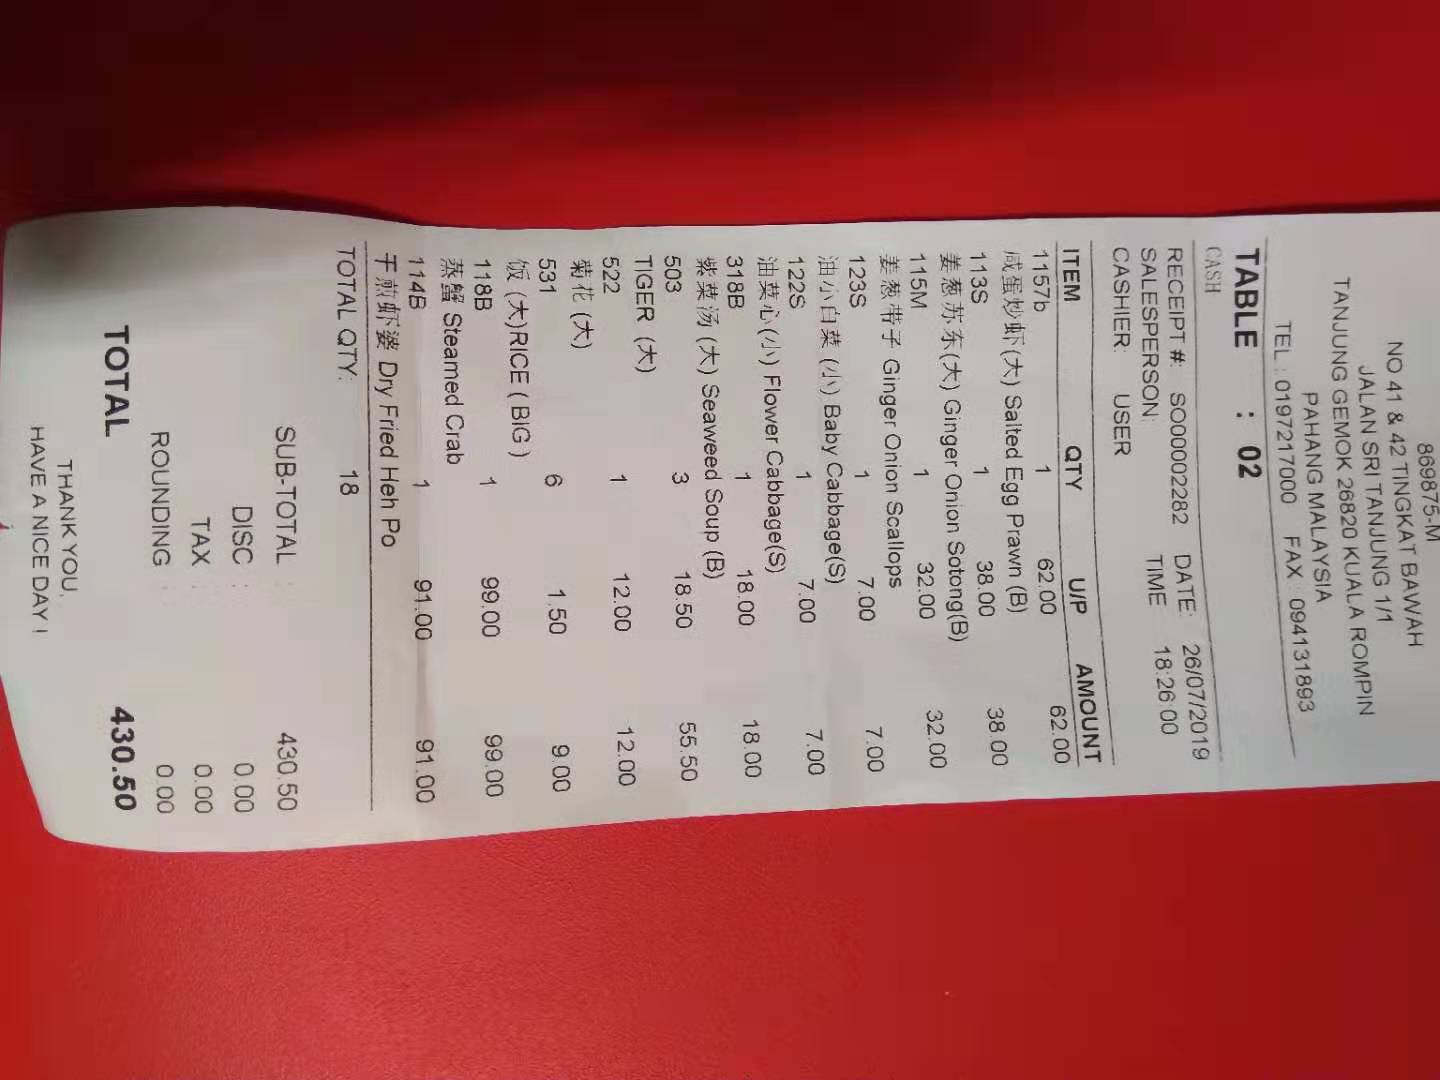 869875-M
NO 41 & 42 TINGKAT BAWAH
JALAN SRI TANJUNG 1/1
TANJUNG GEMOK 26820 KUALA ROMPIN
PAHANG MALAYSIA
TEL : 0197217000 FAX : 094131893
TABLE : 02
CASH
RECEIPT #: SO00002282 DATE: 26/07/2019
SALESPERSON: TIME 18:26:00
CASHIER: USER
ITEM QTY U/P AMOUNT
1157b 1 62.00 62.00
咸蛋炒虾 (大) Salted Egg Prawn (B)
113S 1 38.00 38.00
姜葱苏东(大) Ginger Onion Sotong(B)
115M 1 32.00 32.00
姜葱带子 Ginger Onion Scallops
123S 1 7.00 7.00
油小白菜 (小) Baby Cabbage(S)
122S 1 7.00 7.00
油菜心(小) Flower Cabbage(S)
318B 1 18.00 18.00
紫菜汤 (大) Seaweed Soup (B)
503 3 18.50 55.50
TIGER (大)
522 1 12.00 12.00
菊花 (大)
531 6 1.50 9.00
饭 (大)RICE ( BIG )
118B 1 99.00 99.00
蒸蟹 Steamed Crab
114B 1 91.00 91.00
干煎虾婆 Dry Fried Heh Po
TOTAL QTY: 18
SUB-TOTAL : 430.50
DISC : 0.00
TAX : 0.00
ROUNDING : 0.00
TOTAL 430.50
THANK YOU,
HAVE A NICE DAY !